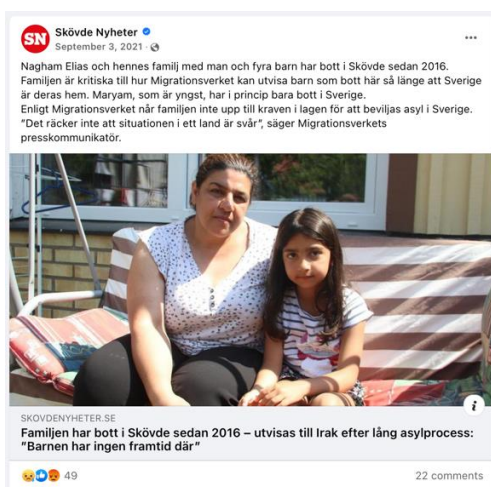 SN
Skövde Nyheter
September 3, 2021 ·
Nagham Elias och hennes familj med man och fyra barn har bott i Skövde sedan 2016.
Familjen är kritiska till hur Migrationsverket kan utvisa barn som bott här så länge att Sverige
är deras hem. Maryam, som är yngst, har i princip bara bott i Sverige.
Enligt Migrationsverket når familjen inte upp till kraven i lagen för att beviljas asyl i Sverige.
”Det räcker inte att situationen i ett land är svår”, säger Migrationsverkets
presskommunikatör.
i
SKOVDENYHETER.SE
Familjen har bott i Skövde sedan 2016 – utvisas till Irak efter lång asylprocess:
”Barnen har ingen framtid där”
49
22 comments